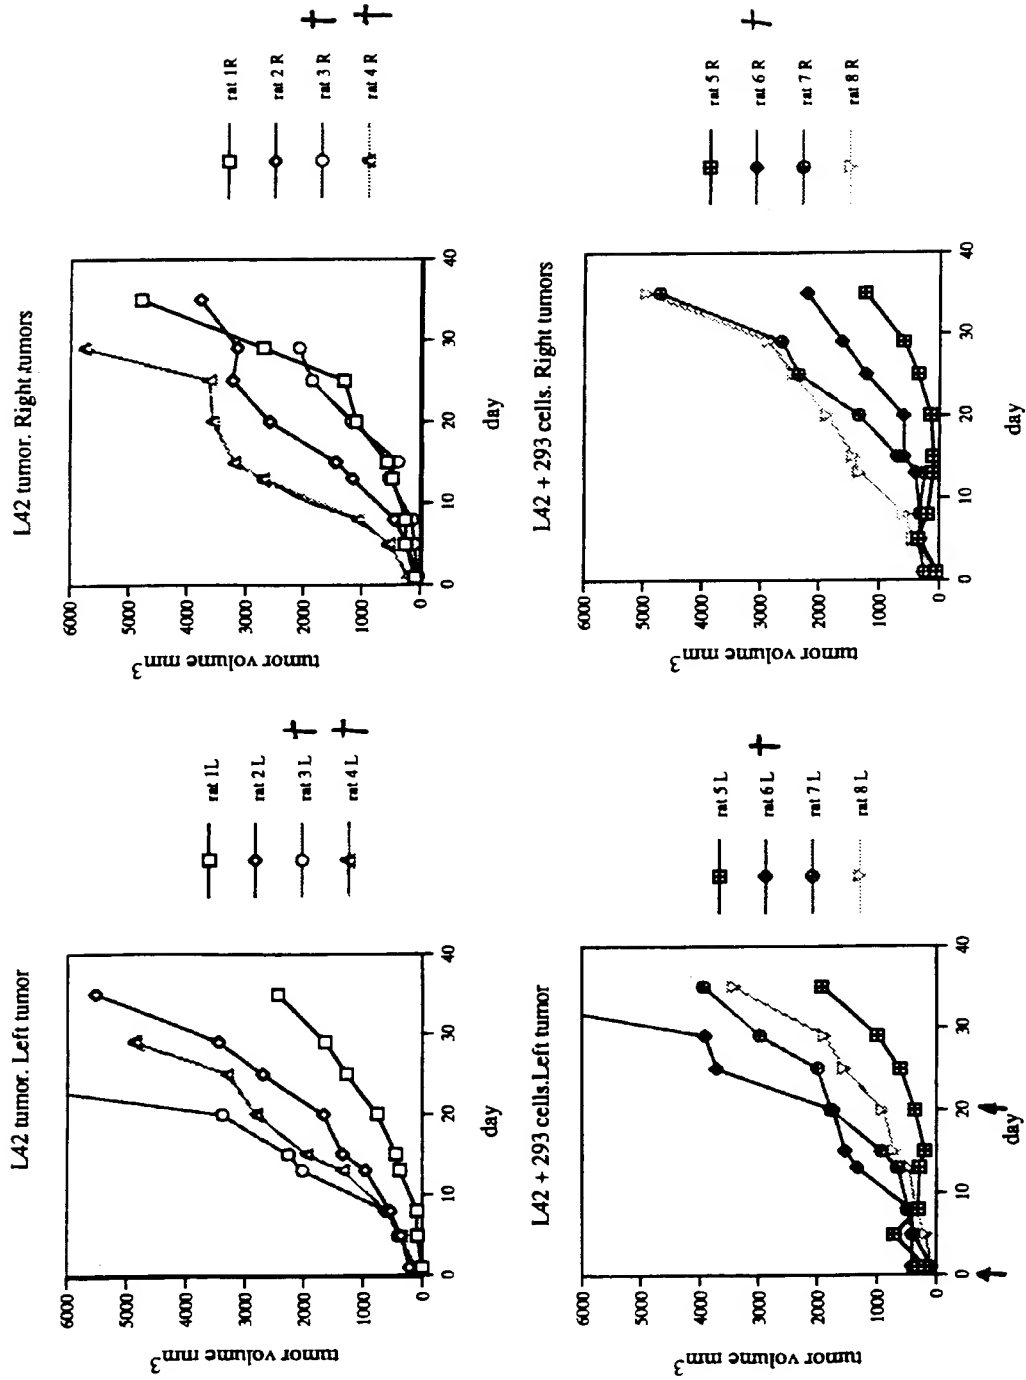 L42 tumor. Left tumor
6000
5000
4000
3000
2000
1000
0
tumor volume mm3
0
10
20
30
40
day
rat 1L
rat 2 L
rat 3 L †
rat 4 L †
L42 tumor. Right tumors
6000
5000
4000
3000
2000
1000
0
tumor volume mm3
0
10
20
30
40
day
rat 1R
rat 2 R
rat 3 R †
rat 4 R †
L42 + 293 cells.Left tumor
6000
5000
4000
3000
2000
1000
0
tumor volume mm3
0
10
20
30
40
day
rat 5 L
rat 6 L †
rat 7 L
rat 8 L
L42 + 293 cells. Right tumors
6000
5000
4000
3000
2000
1000
0
tumor volume mm3
0
10
20
30
40
day
rat 5 R
rat 6 R †
rat 7 R
rat 8 R